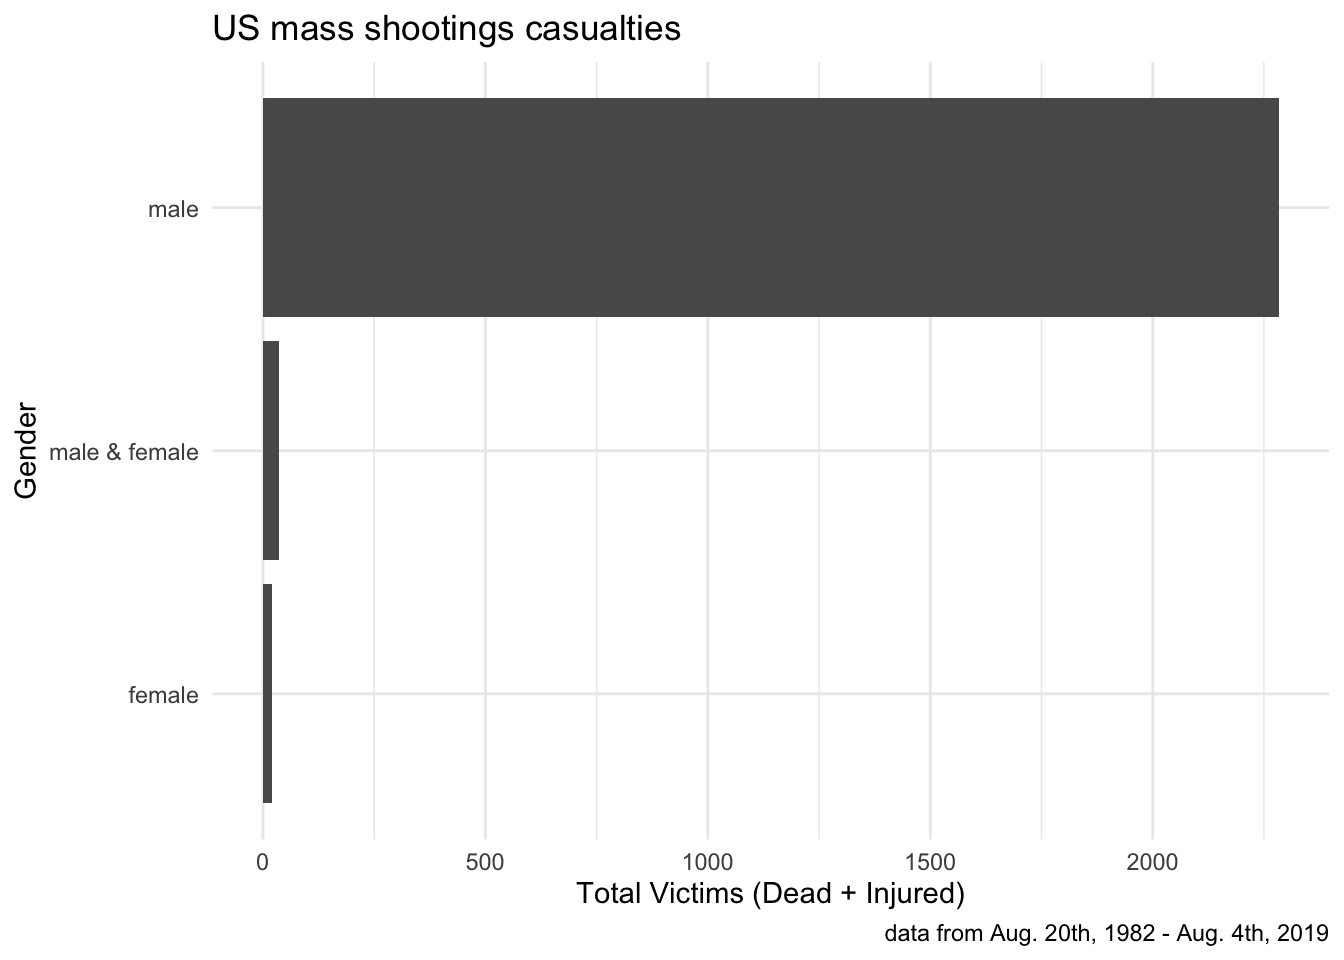 US mass shootings casualties
male
male & female
female
Gender
0 500 1000 1500 2000
Total Victims (Dead + Injured)
data from Aug. 20th, 1982 - Aug. 4th, 2019